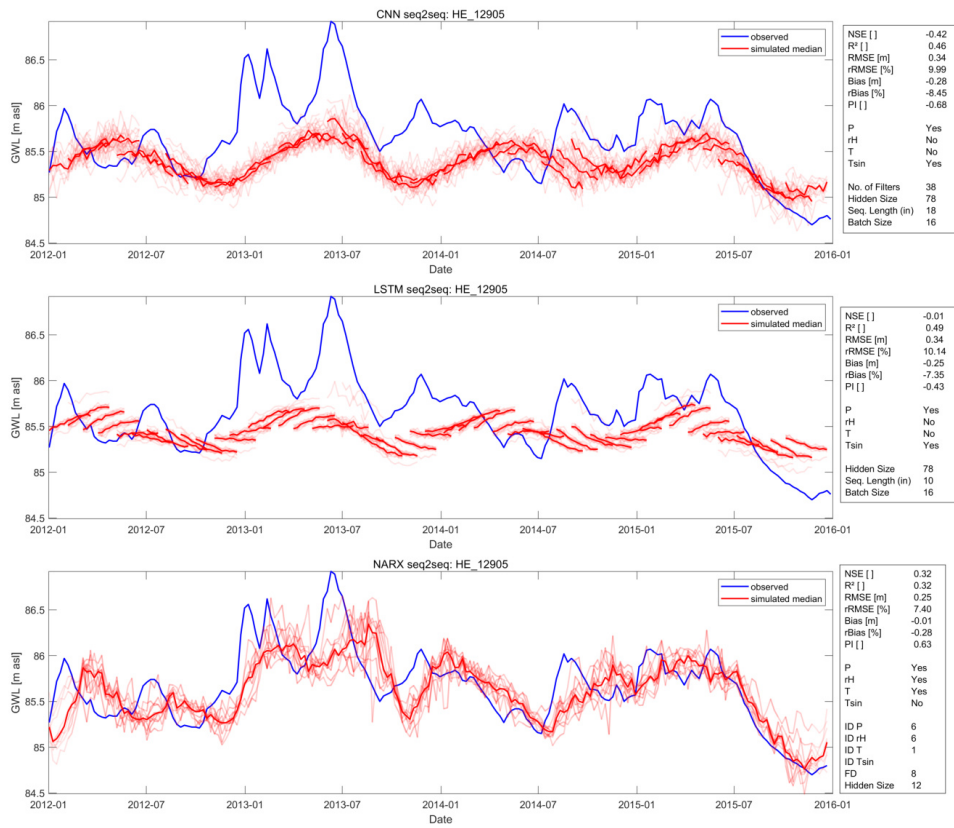 CNN seq2seq: HE_12905
observed
simulated median
GWL [m asl]
86.5
86
85.5
85
84.5
2012-01 2012-07 2013-01 2013-07 2014-01 2014-07 2015-01 2015-07 2016-01
Date
NSE [ ] -0.42
R² [ ] 0.46
RMSE [m] 0.34
rRMSE [%] 9.99
Bias [m] -0.28
rBias [%] -8.45
PI [ ] -0.68
P Yes
rH No
T No
Tsin Yes
No. of Filters 38
Hidden Size 78
Seq. Length (in) 18
Batch Size 16
LSTM seq2seq: HE_12905
observed
simulated median
GWL [m asl]
86.5
86
85.5
85
84.5
2012-01 2012-07 2013-01 2013-07 2014-01 2014-07 2015-01 2015-07 2016-01
Date
NSE [ ] -0.01
R² [ ] 0.49
RMSE [m] 0.34
rRMSE [%] 10.14
Bias [m] -0.25
rBias [%] -7.35
PI [ ] -0.43
P Yes
rH No
T No
Tsin Yes
Hidden Size 78
Seq. Length (in) 10
Batch Size 16
NARX seq2seq: HE_12905
observed
simulated median
GWL [m asl]
86.5
86
85.5
85
84.5
2012-01 2012-07 2013-01 2013-07 2014-01 2014-07 2015-01 2015-07 2016-01
Date
NSE [ ] 0.32
R² [ ] 0.32
RMSE [m] 0.25
rRMSE [%] 7.40
Bias [m] -0.01
rBias [%] -0.28
PI [ ] 0.63
P Yes
rH Yes
T Yes
Tsin No
ID P 6
ID rH 6
ID T 1
ID Tsin
FD 8
Hidden Size 12